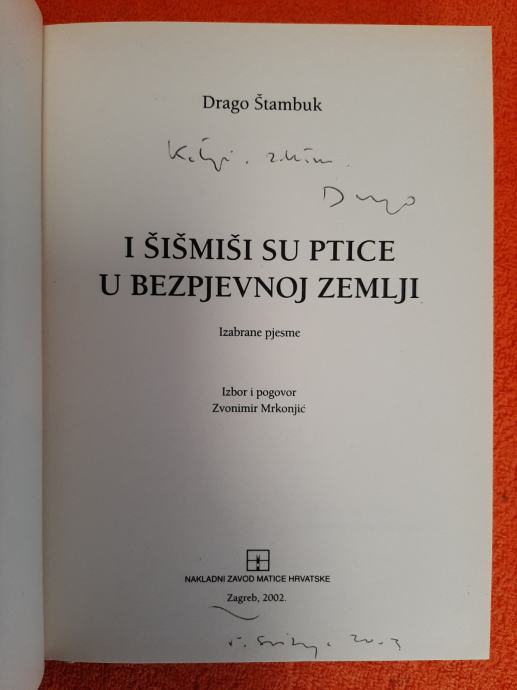 Drago Štambuk
Drago
I ŠIŠMIŠI SU PTICE
U BEZPJEVNOJ ZEMLJI
Izabrane pjesme
Izbor i pogovor
Zvonimir Mrkonjić
NAKLADNI ZAVOD MATICE HRVATSKE
Zagreb, 2002.